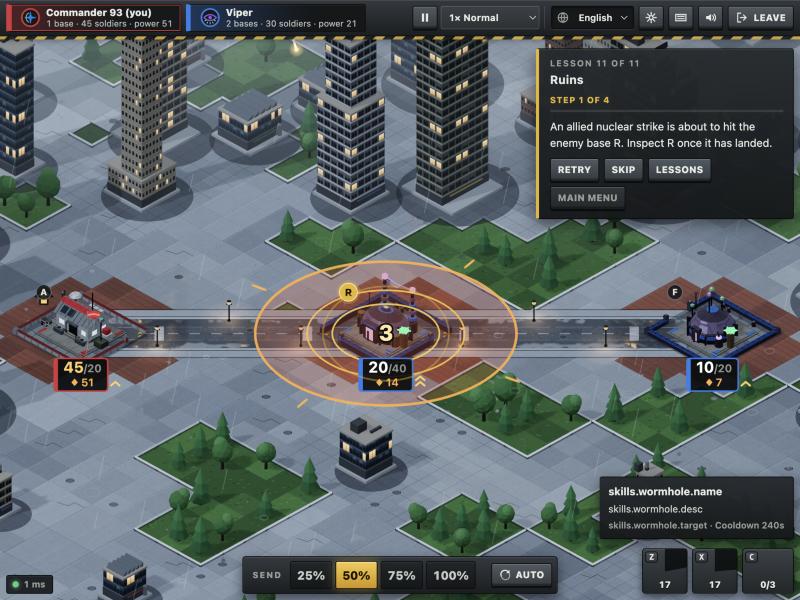 Commander 93 (you)
1 base · 45 soldiers · power 51
Viper
2 bases · 30 soldiers · power 21
1× Normal
English
LEAVE
LESSON 11 OF 11
Ruins
STEP 1 OF 4
An allied nuclear strike is about to hit the
enemy base R. Inspect R once it has landed.
RETRY
SKIP
LESSONS
MAIN MENU
A
R
F
3
45/20
51
20/40
14
10/20
7
skills.wormhole.name
skills.wormhole.desc
skills.wormhole.target · Cooldown 240s
1 ms
SEND
25%
50%
75%
100%
AUTO
Z
17
X
17
C
0/3